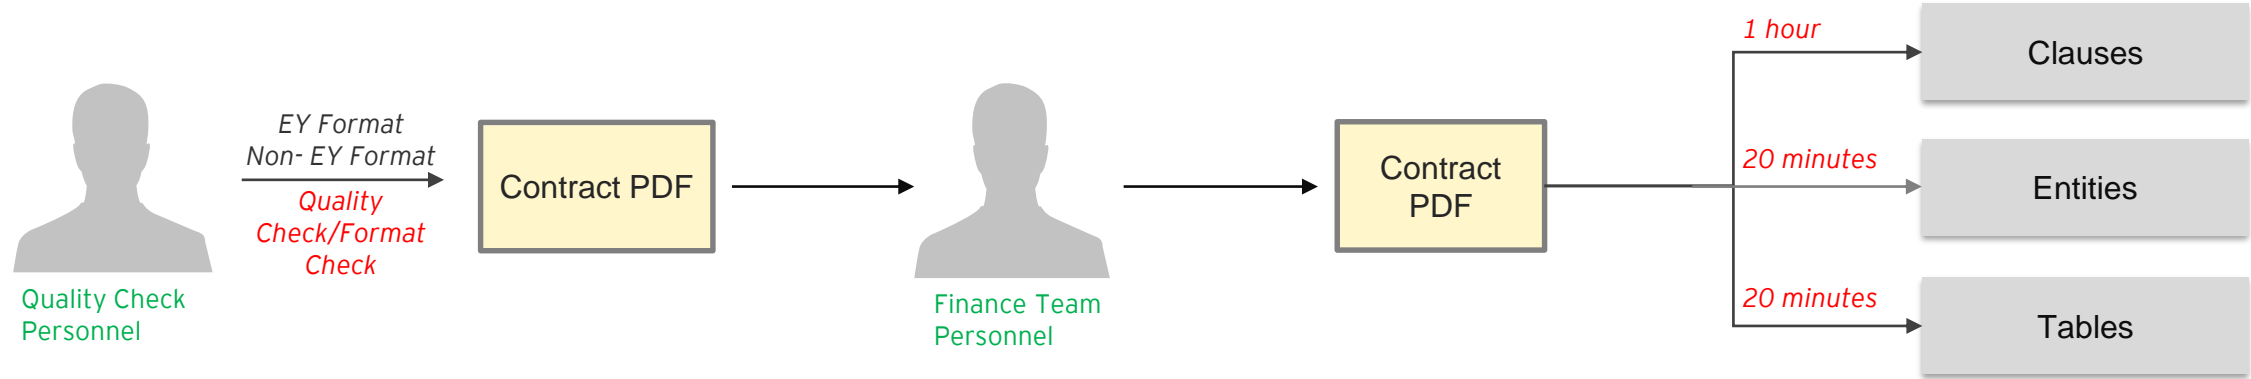 EY Format
Non- EY Format
Quality
Check/Format
Check
Quality Check
Personnel
Contract PDF
Finance Team
Personnel
Contract
PDF
1 hour
Clauses
20 minutes
Entities
20 minutes
Tables